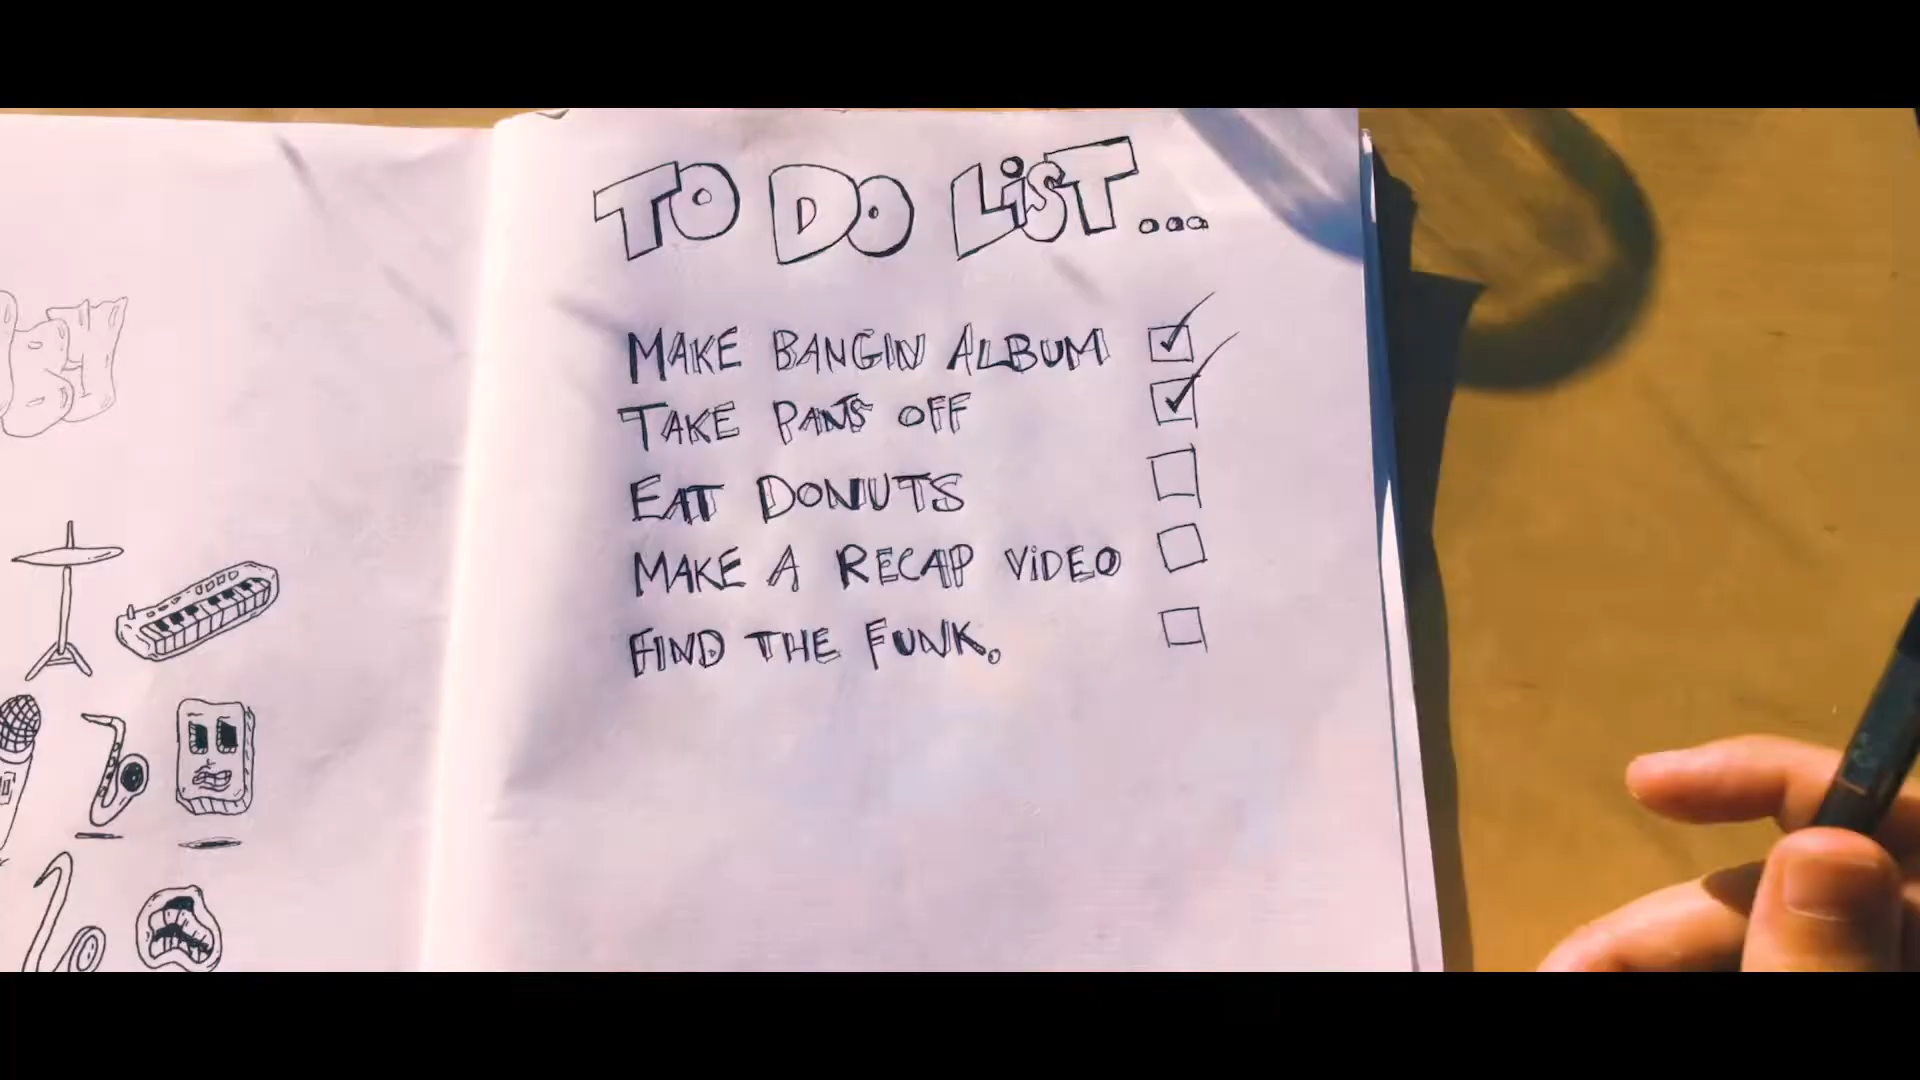 TO DO LiST...
MAKE BANGIN ALBUM
TAKE PANTS OFF
EAT DONUTS
MAKE A RECAP ViDEO
FIND THE FUNK.